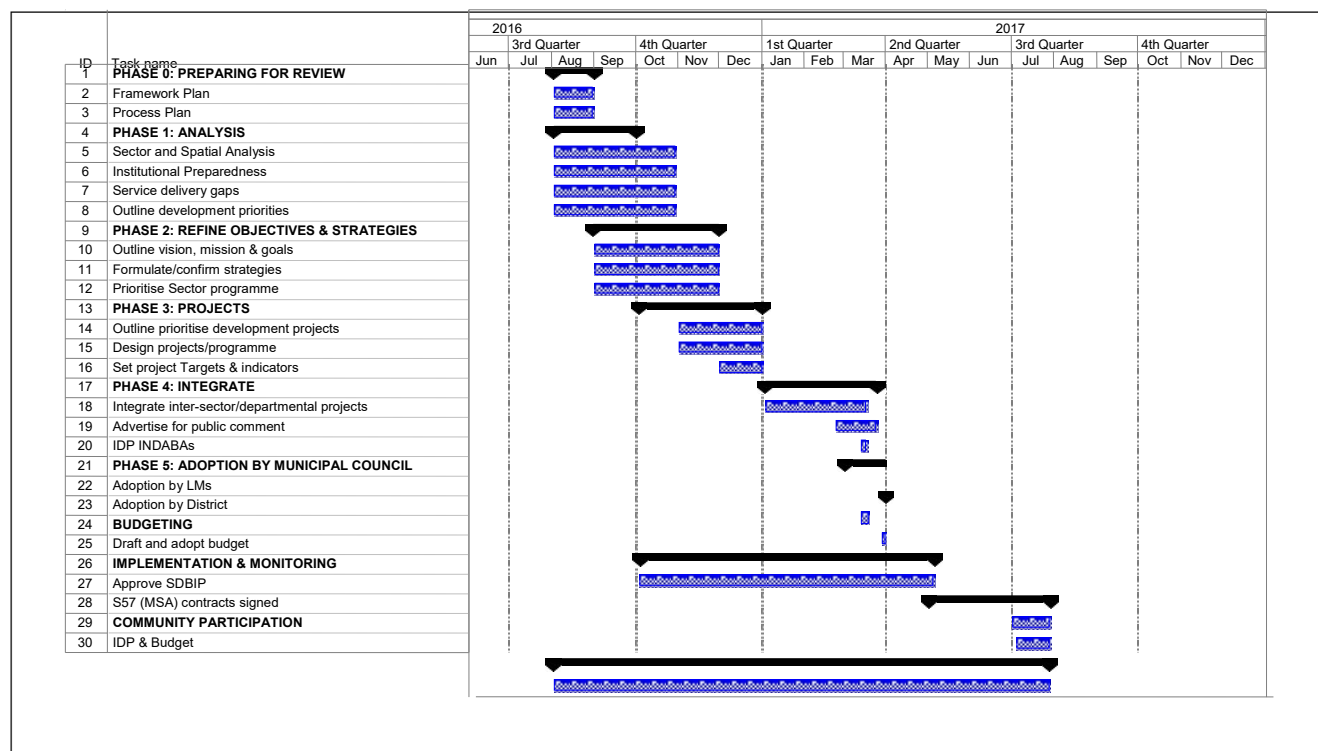 2016 2017
3rd Quarter 4th Quarter 1st Quarter 2nd Quarter 3rd Quarter 4th Quarter
ID Task name Jun Jul Aug Sep Oct Nov Dec Jan Feb Mar Apr May Jun Jul Aug Sep Oct Nov Dec
1 PHASE 0: PREPARING FOR REVIEW
2 Framework Plan
3 Process Plan
4 PHASE 1: ANALYSIS
5 Sector and Spatial Analysis
6 Institutional Preparedness
7 Service delivery gaps
8 Outline development priorities
9 PHASE 2: REFINE OBJECTIVES & STRATEGIES
10 Outline vision, mission & goals
11 Formulate/confirm strategies
12 Prioritise Sector programme
13 PHASE 3: PROJECTS
14 Outline prioritise development projects
15 Design projects/programme
16 Set project Targets & indicators
17 PHASE 4: INTEGRATE
18 Integrate inter-sector/departmental projects
19 Advertise for public comment
20 IDP INDABAs
21 PHASE 5: ADOPTION BY MUNICIPAL COUNCIL
22 Adoption by LMs
23 Adoption by District
24 BUDGETING
25 Draft and adopt budget
26 IMPLEMENTATION & MONITORING
27 Approve SDBIP
28 S57 (MSA) contracts signed
29 COMMUNITY PARTICIPATION
30 IDP & Budget